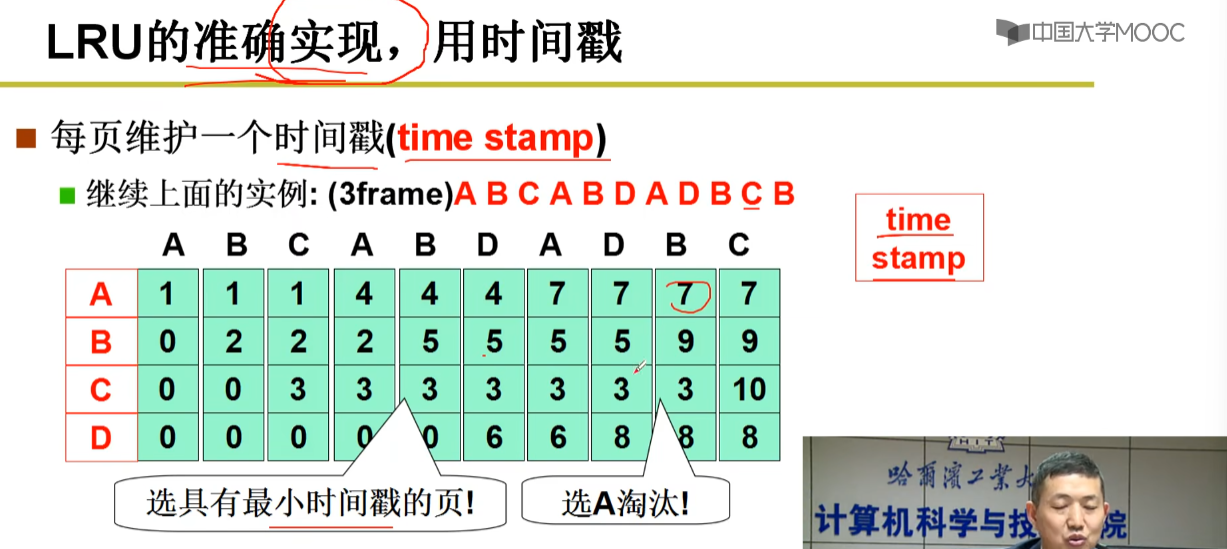 LRU的准确实现，用时间戳
中国大学MOOC
每页维护一个时间戳(time stamp)
继续上面的实例: (3frame)A B C A B D A D B C B
time
stamp
A B C A B D A D B C
A 1 1 1 4 4 4 7 7 7 7
B 0 2 2 2 5 5 5 5 9 9
C 0 0 3 3 3 3 3 3 3 10
D 0 0 0 0 0 6 6 8 8 8
选具有最小时间戳的页!
选A淘汰!
哈尔滨工业大
计算机科学与技 院